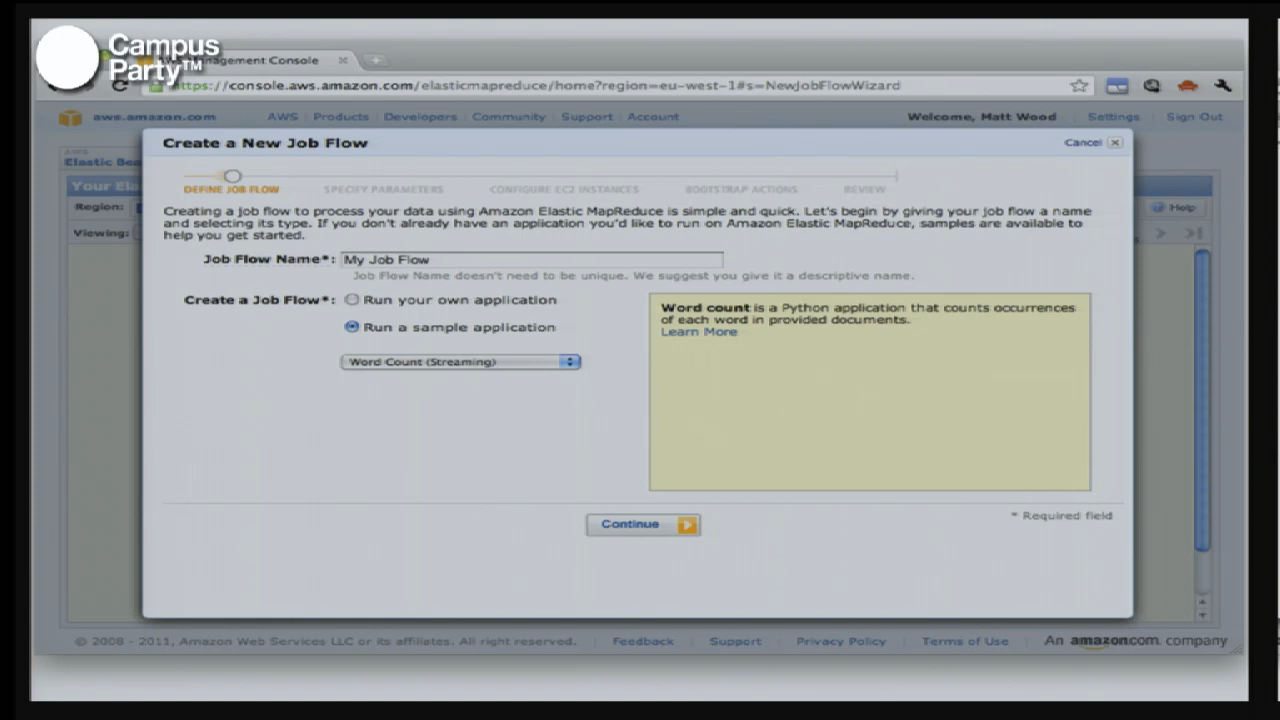 Campus
Party™
Management Console
https://console.aws.amazon.com/elasticmapreduce/home?region=eu-west-1#s=NewJobFlowWizard
aws.amazon.com AWS Products Developers Community Support Account Welcome, Matt Wood Settings Sign Out
Create a New Job Flow Cancel
AWS
Elastic Bea
Your Ela
DEFINE JOB FLOW SPECIFY PARAMETERS CONFIGURE EC2 INSTANCES BOOTSTRAP ACTIONS REVIEW
Region: Help
Creating a job flow to process your data using Amazon Elastic MapReduce is simple and quick. Let's begin by giving your job flow a name
and selecting its type. If you don't already have an application you'd like to run on Amazon Elastic MapReduce, samples are available to
help you get started.
Viewing:
Job Flow Name*: My Job Flow
Job Flow Name doesn't need to be unique. We suggest you give it a descriptive name.
Create a Job Flow*: Run your own application
Run a sample application
Word Count (Streaming)
Word count is a Python application that counts occurrences
of each word in provided documents.
Learn More
* Required field
Continue
© 2008 - 2011, Amazon Web Services LLC or its affiliates. All right reserved. Feedback Support Privacy Policy Terms of Use An amazon.com company